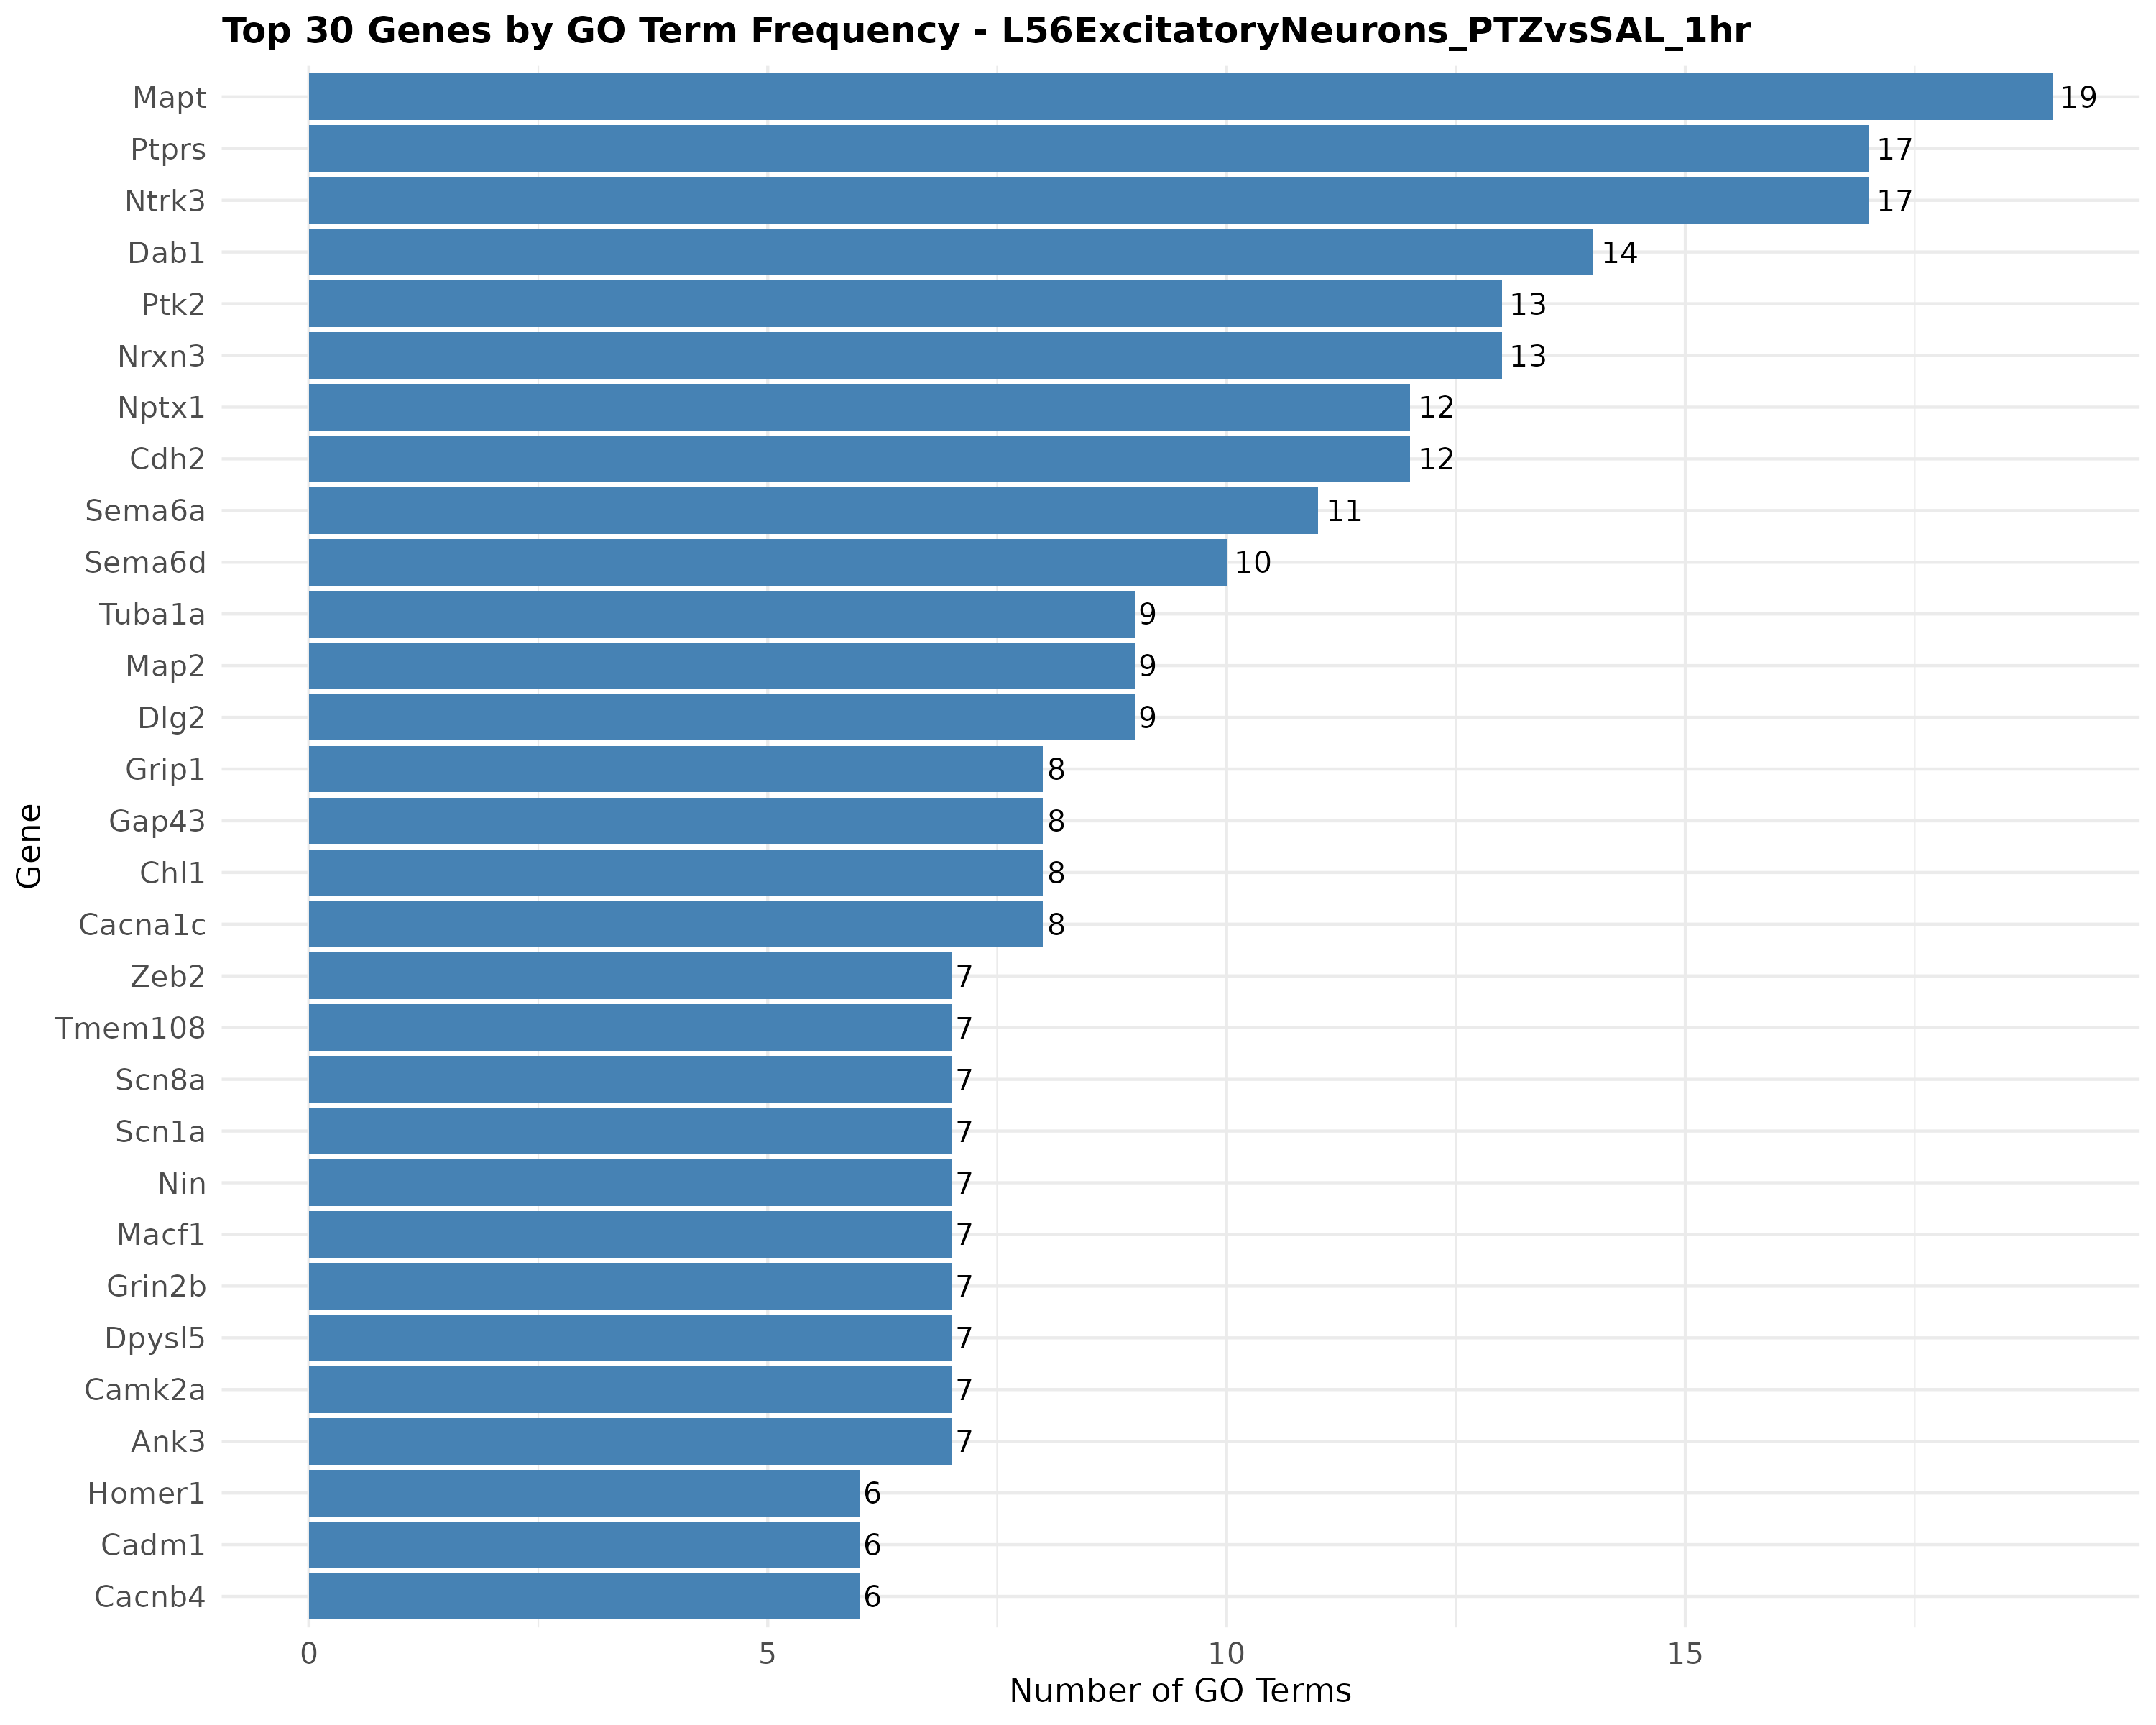 Top 30 Genes by GO Term Frequency - L56ExcitatoryNeurons_PTZvsSAL_1hr
Mapt 19
Ptprs 17
Ntrk3 17
Dab1 14
Ptk2 13
Nrxn3 13
Nptx1 12
Cdh2 12
Sema6a 11
Sema6d 10
Tuba1a 9
Map2 9
Dlg2 9
Grip1 8
Gap43 8
Chl1 8
Cacna1c 8
Zeb2 7
Tmem108 7
Scn8a 7
Scn1a 7
Nin 7
Macf1 7
Grin2b 7
Dpysl5 7
Camk2a 7
Ank3 7
Homer1 6
Cadm1 6
Cacnb4 6
Gene
0 5 10 15
Number of GO Terms